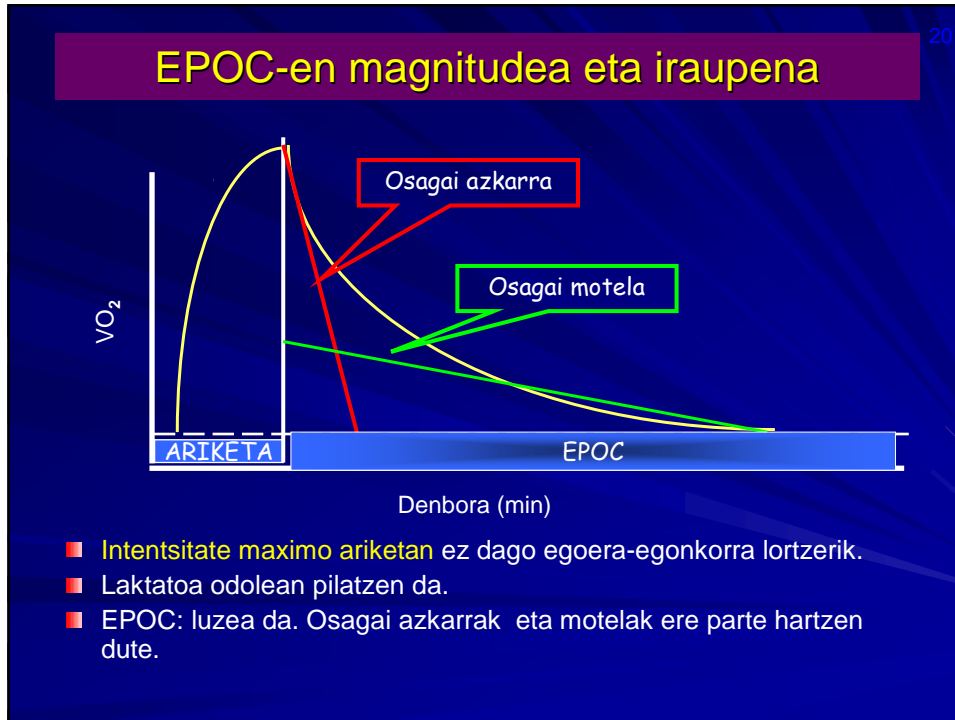 20
EPOC-en magnitudea eta iraupena
Osagai azkarra
Osagai motela
VO₂
ARIKETA
EPOC
Denbora (min)
Intentsitate maximo ariketan ez dago egoera-egonkorra lortzerik.
Laktatoa odolean pilatzen da.
EPOC: luzea da. Osagai azkarrak eta motelak ere parte hartzen
dute.